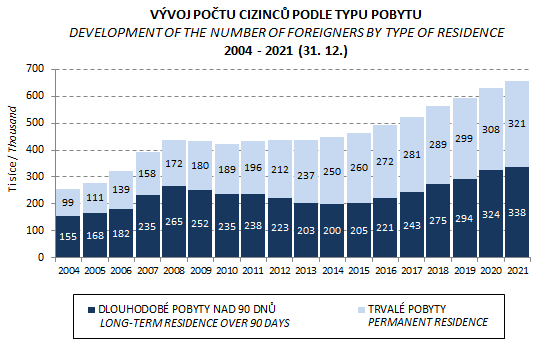 VÝVOJ POČTU CIZINCŮ PODLE TYPU POBYTU
DEVELOPMENT OF THE NUMBER OF FOREIGNERS BY TYPE OF RESIDENCE
2004 - 2021 (31. 12.)
Tisíce / Thousand
700
600
500
400
300
200
100
0
99 111 139 158 172 180 189 196 212 237 250 260 272 281 289 299 308 321
155 168 182 235 265 252 235 238 223 203 200 205 221 243 275 294 324 338
2004 2005 2006 2007 2008 2009 2010 2011 2012 2013 2014 2015 2016 2017 2018 2019 2020 2021
DLOUHODOBÉ POBYTY NAD 90 DNŮ
LONG-TERM RESIDENCE OVER 90 DAYS
TRVALÉ POBYTY
PERMANENT RESIDENCE